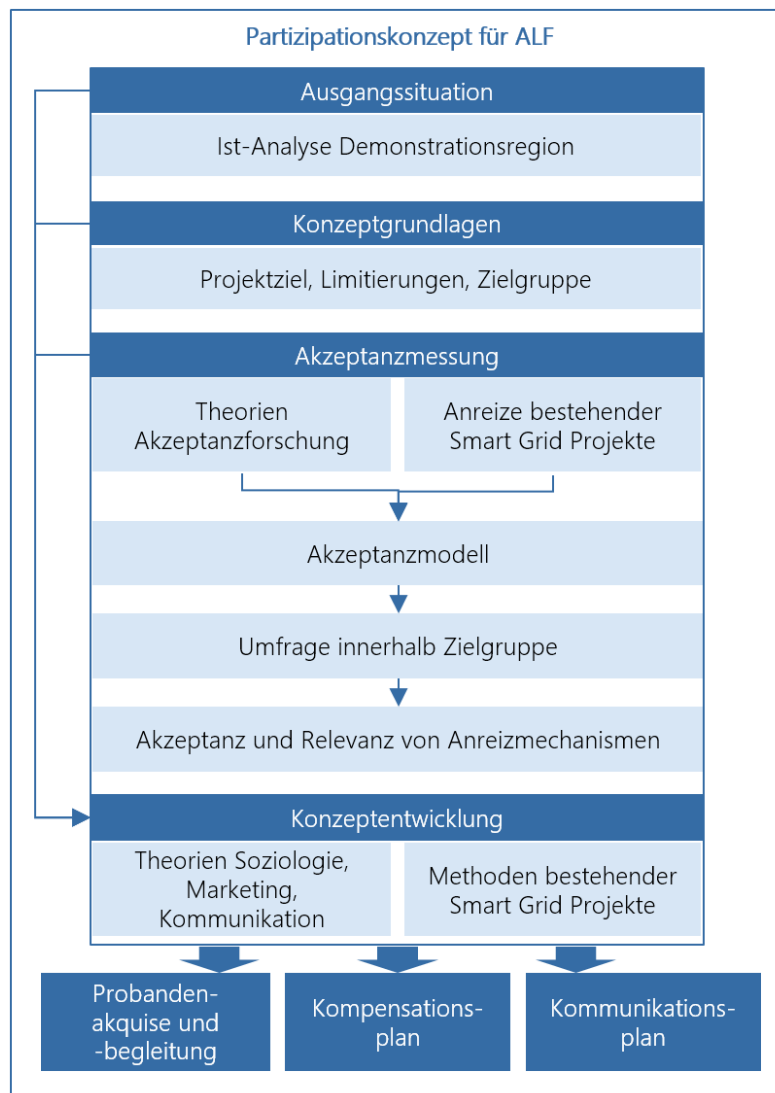 Partizipationskonzept für ALF
Ausgangssituation
Ist-Analyse Demonstrationsregion
Konzeptgrundlagen
Projektziel, Limitierungen, Zielgruppe
Akzeptanzmessung
Theorien
Akzeptanzforschung
Anreize bestehender
Smart Grid Projekte
Akzeptanzmodell
Umfrage innerhalb Zielgruppe
Akzeptanz und Relevanz von Anreizmechanismen
Konzeptentwicklung
Theorien Soziologie,
Marketing,
Kommunikation
Methoden bestehender
Smart Grid Projekte
Probanden-
akquise und
-begleitung
Kompensations-
plan
Kommunikations-
plan